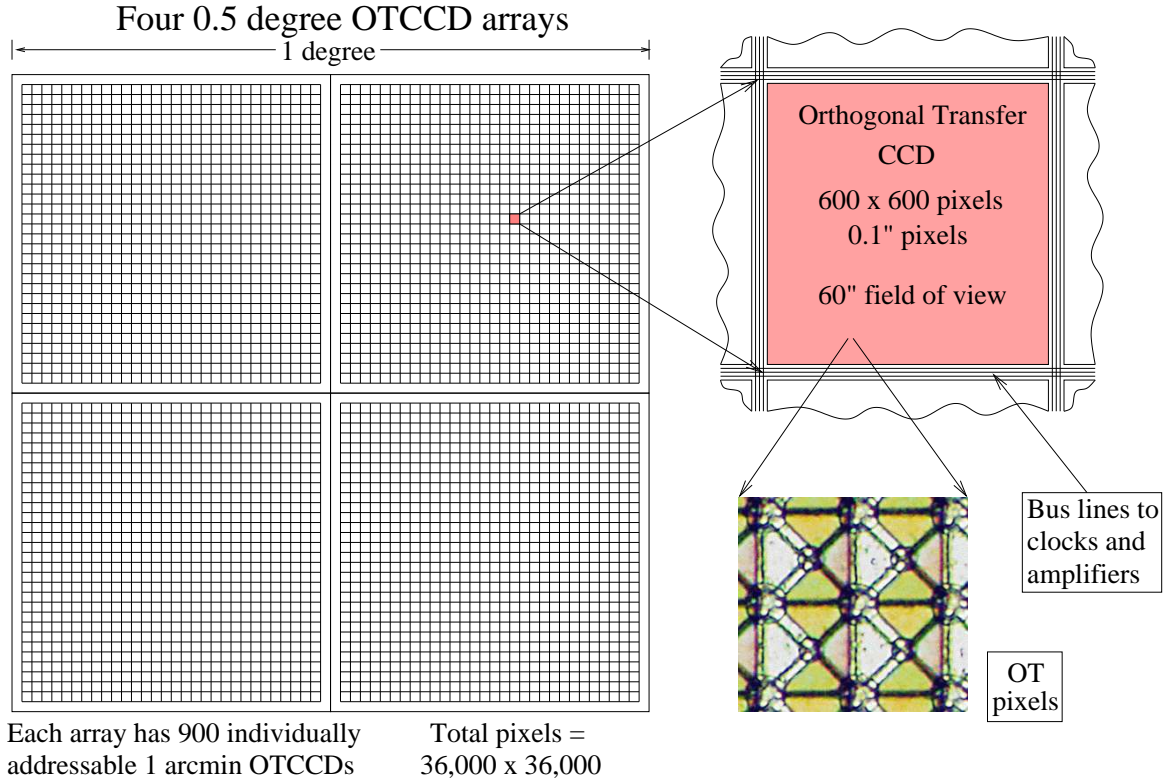 Four 0.5 degree OTCCD arrays
1 degree
Orthogonal Transfer
CCD
600 x 600 pixels
0.1" pixels
60" field of view
Bus lines to
clocks and
amplifiers
OT
pixels
Each array has 900 individually
addressable 1 arcmin OTCCDs
Total pixels =
36,000 x 36,000